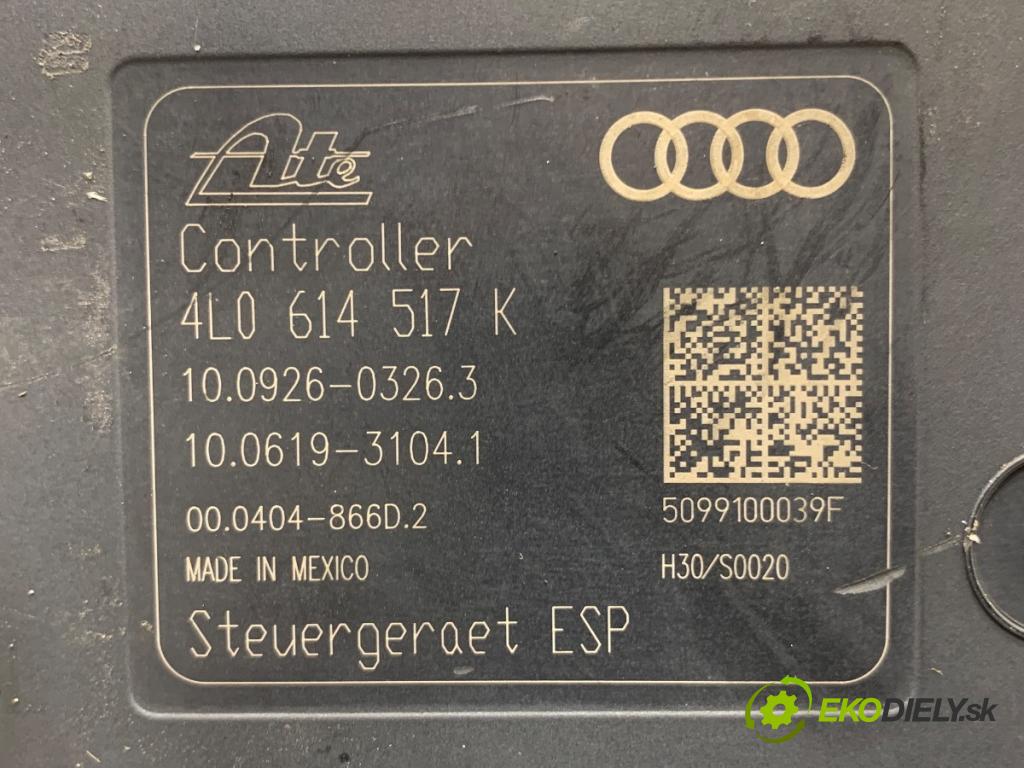 Ate
Controller
4L0 614 517 K
10.0926-0326.3
10.0619-3104.1
00.0404-866D.2
5099100039F
MADE IN MEXICO
H30/S0020
Steuergeraet ESP
EKODIELY.sk